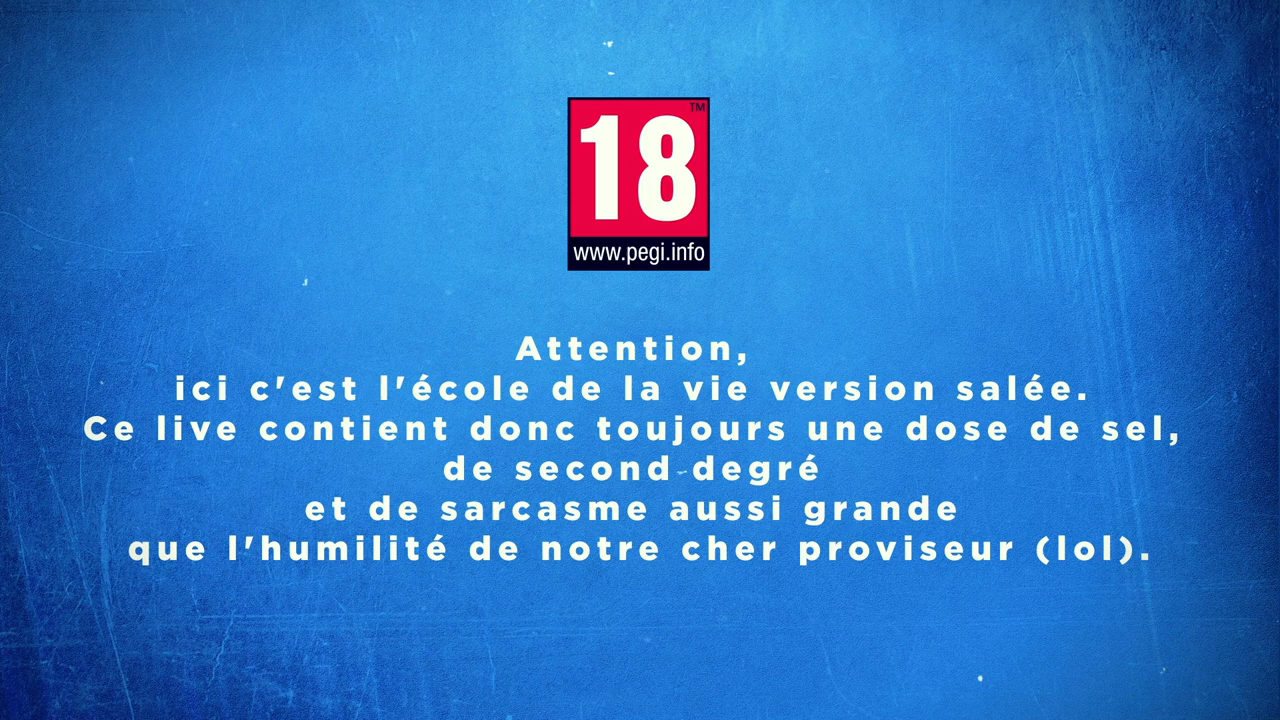 TM
18
www.pegi.info
Attention,
ici c'est l'école de la vie version salée.
Ce live contient donc toujours une dose de sel,
de second degré
et de sarcasme aussi grande
que l'humilité de notre cher proviseur (lol).